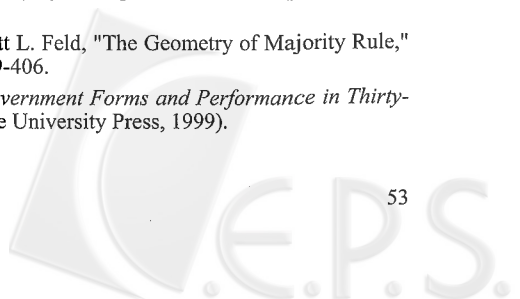 tt L. Feld, "The Geometry of Majority Rule,"
9-406.
vernment Forms and Performance in Thirty-
e University Press, 1999).
53
C.E.P.S.